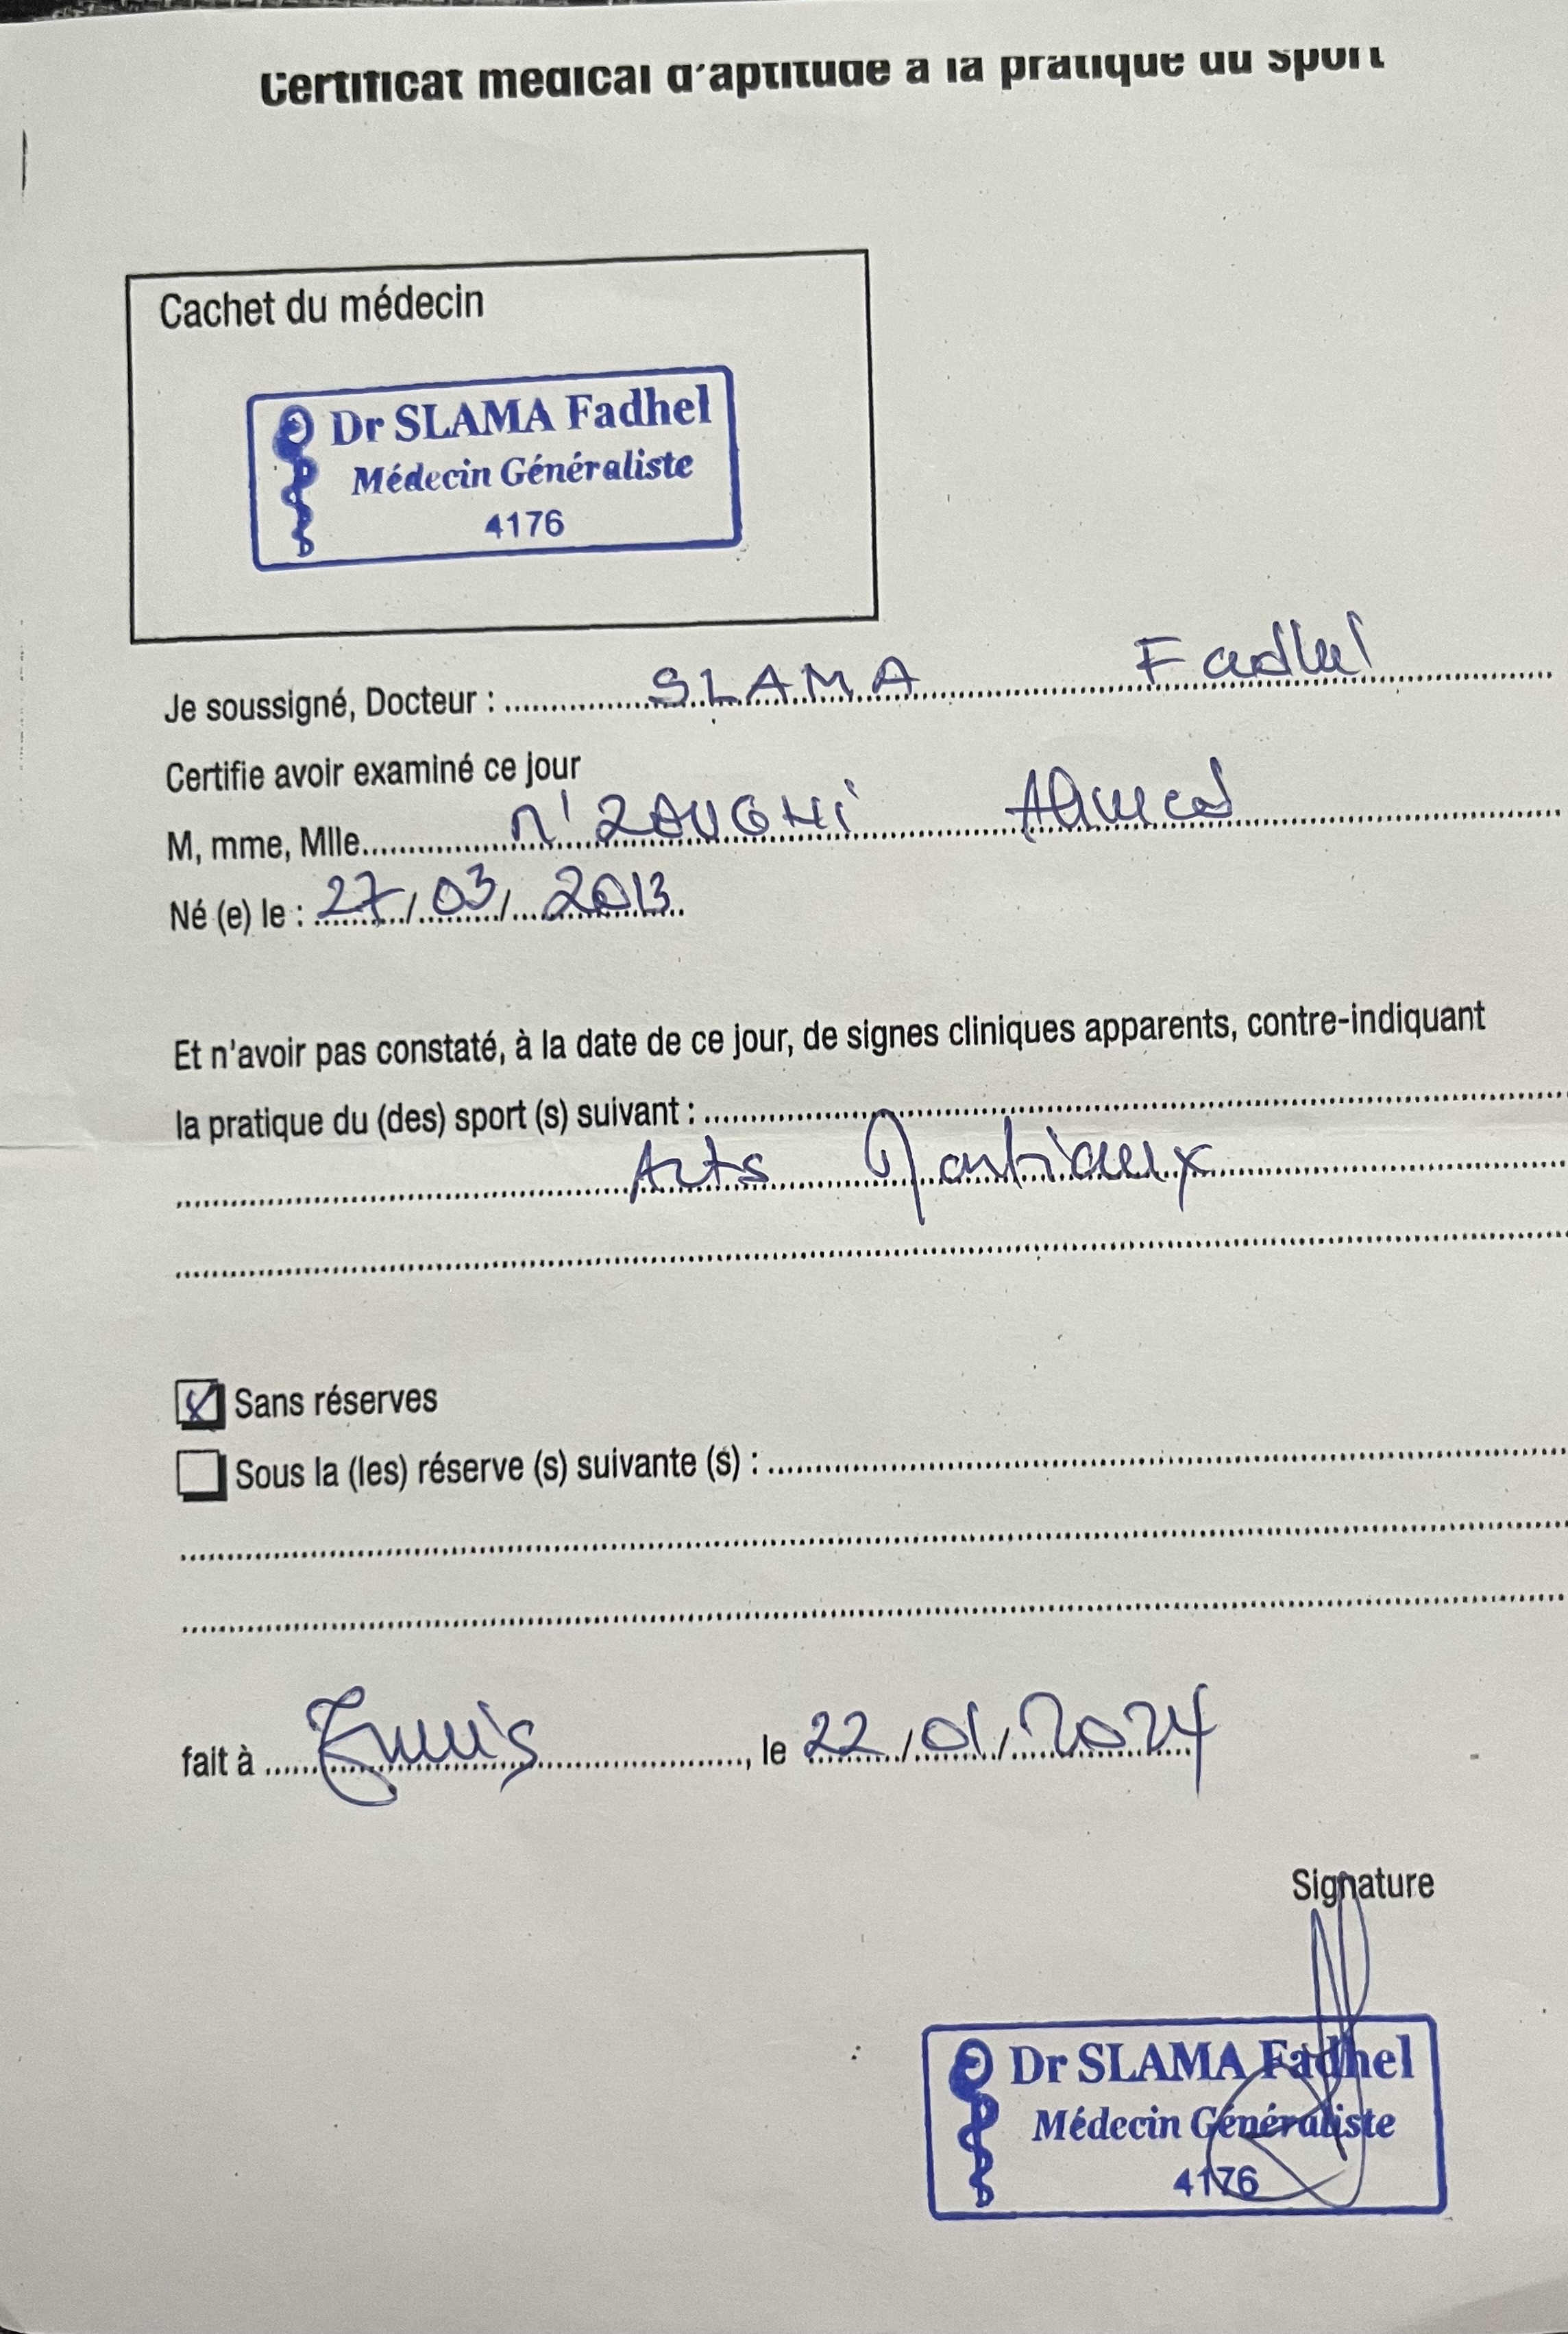 Certificat médical d'aptitude à la pratique du sport
Cachet du médecin
Dr SLAMA Fadhel
Médecin Généraliste
4176
Je soussigné, Docteur : SLAMA Fadhel
Certifie avoir examiné ce jour
M, mme, Mlle. Ahmed
Né (e) le : 27/03/2013
Et n'avoir pas constaté, à la date de ce jour, de signes cliniques apparents, contre-indiquant
la pratique du (des) sport (s) suivant :
Arts Martiaux
Sans réserves
Sous la (les) réserve (s) suivante (s) :
fait à Tunis, le 22/01/2024
Signature
Dr SLAMA Fadhel
Médecin Généraliste
4176